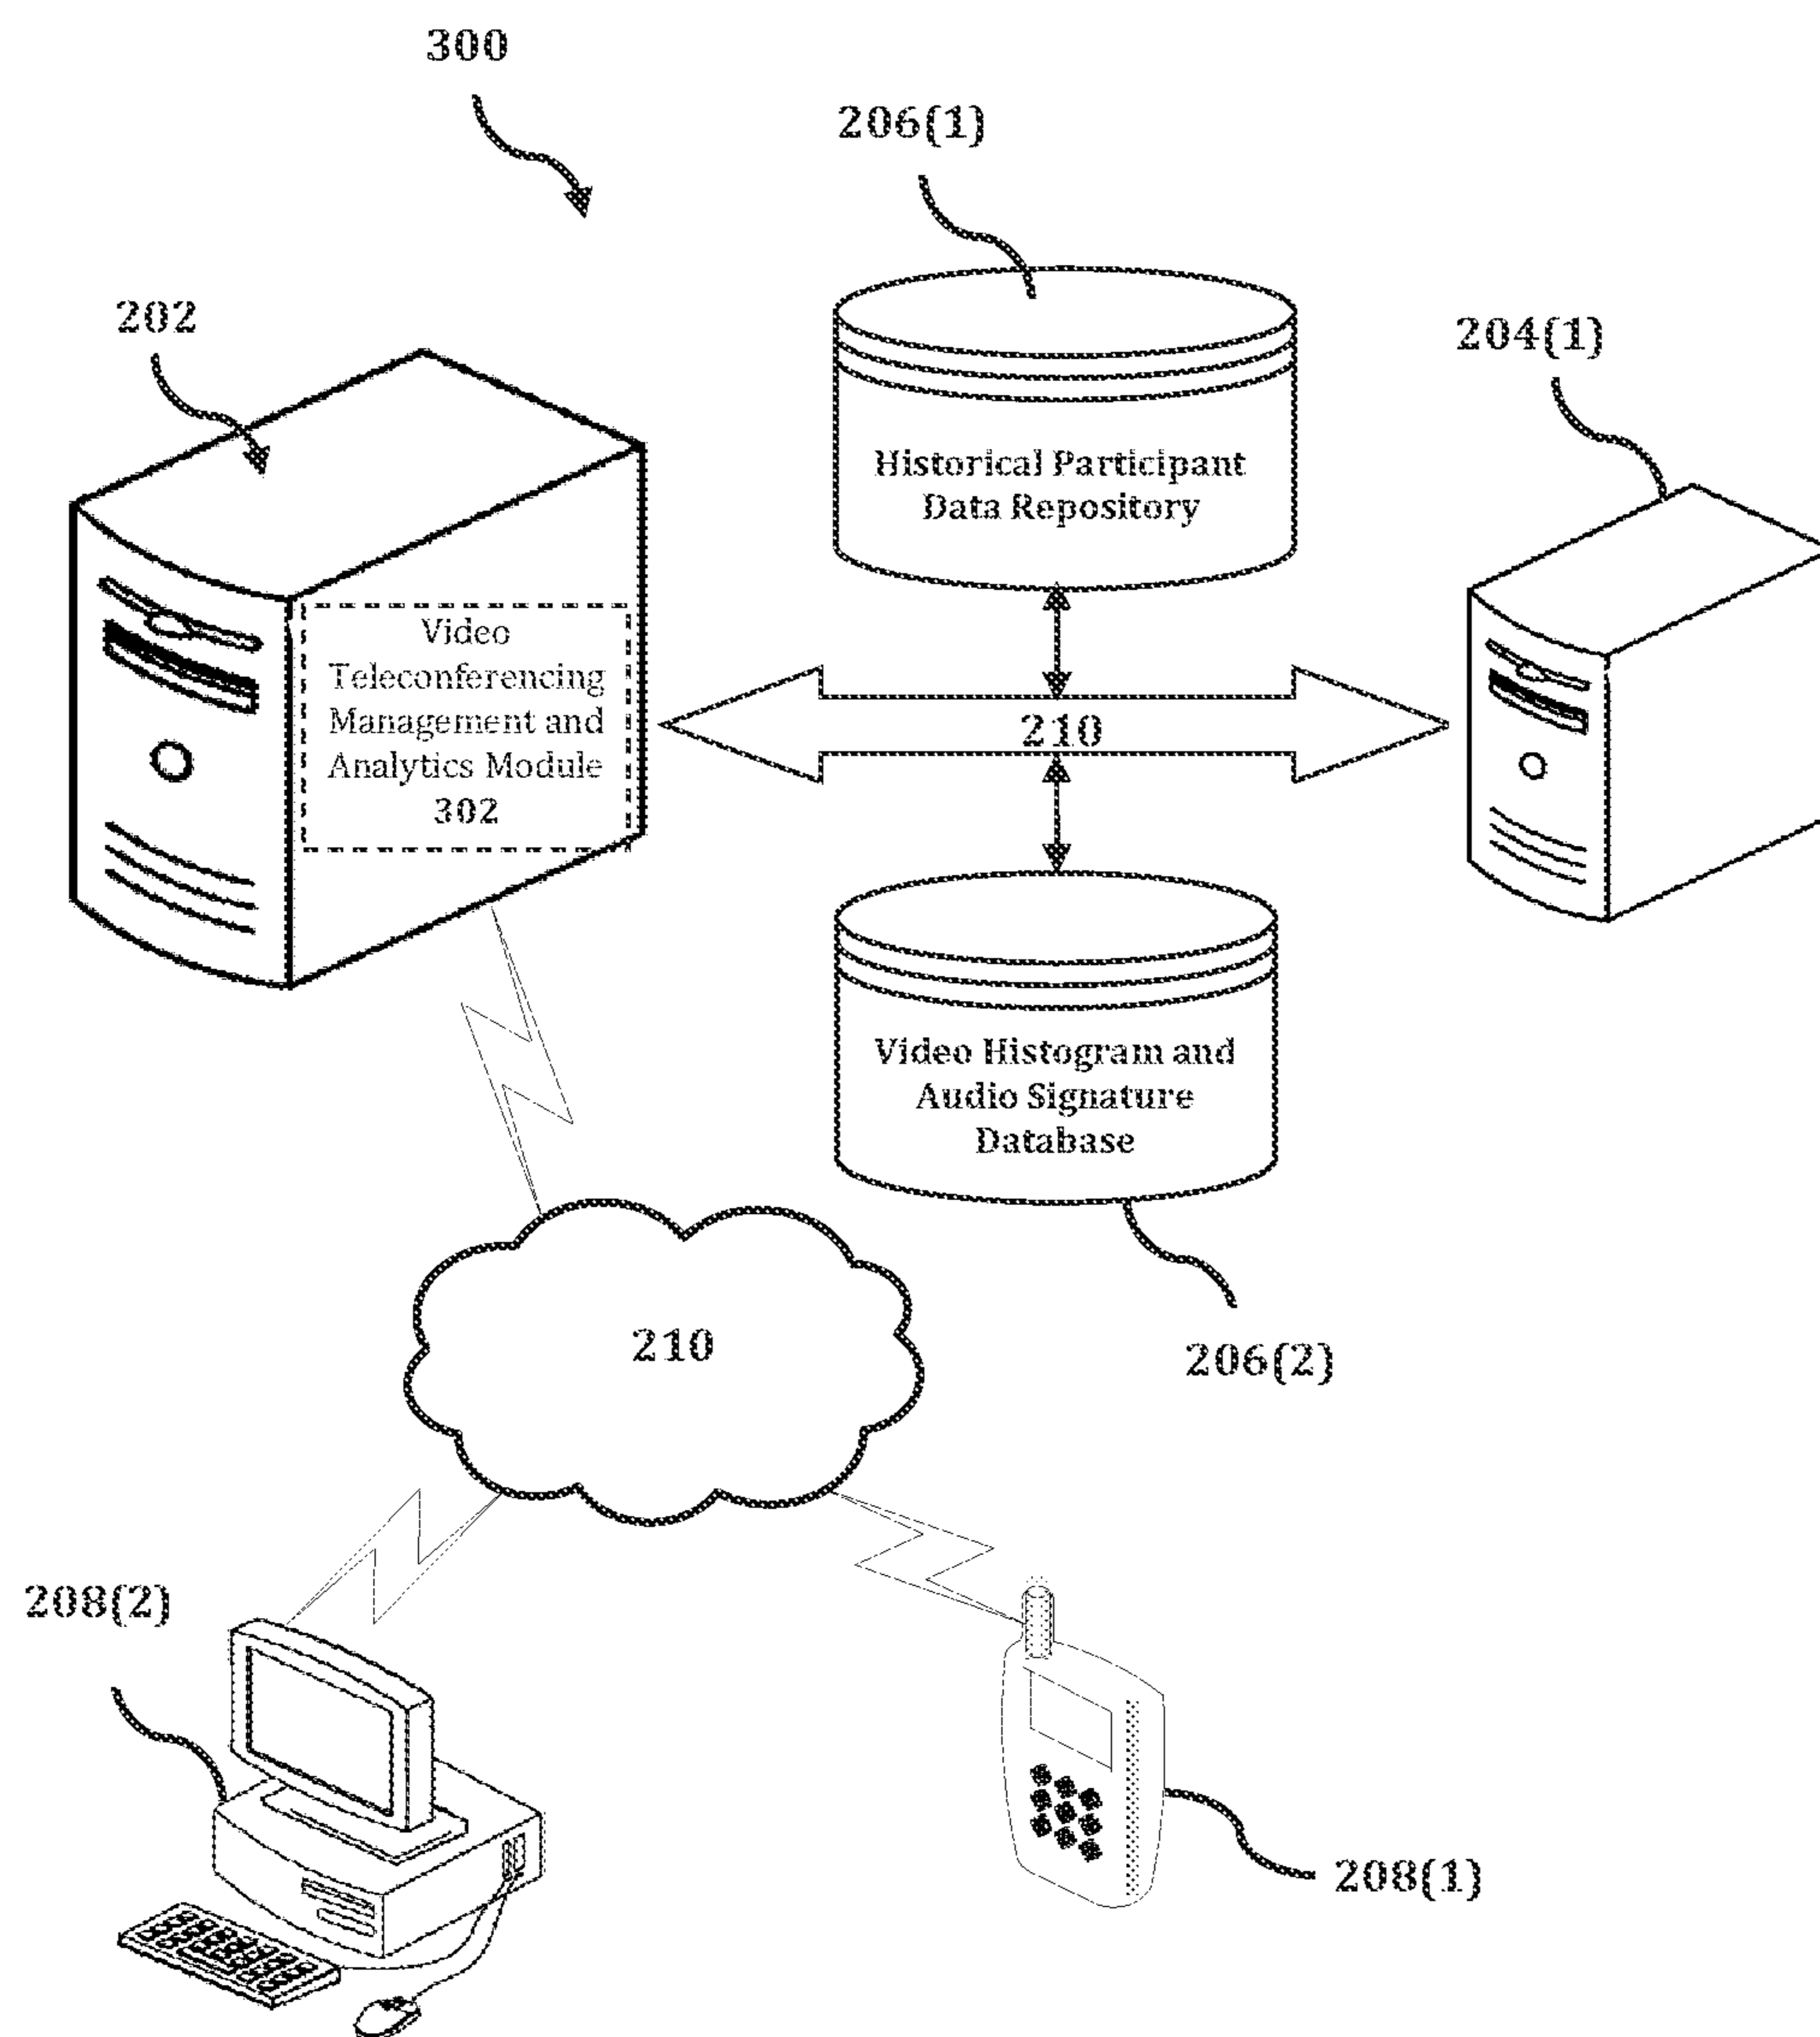 300
206(1)
202
204(1)
Historical Participant
Data Repository
Video
Teleconferencing
Management and
Analytics Module
302
210
Video Histogram and
Audio Signature
Database
210
206(2)
208(2)
208(1)